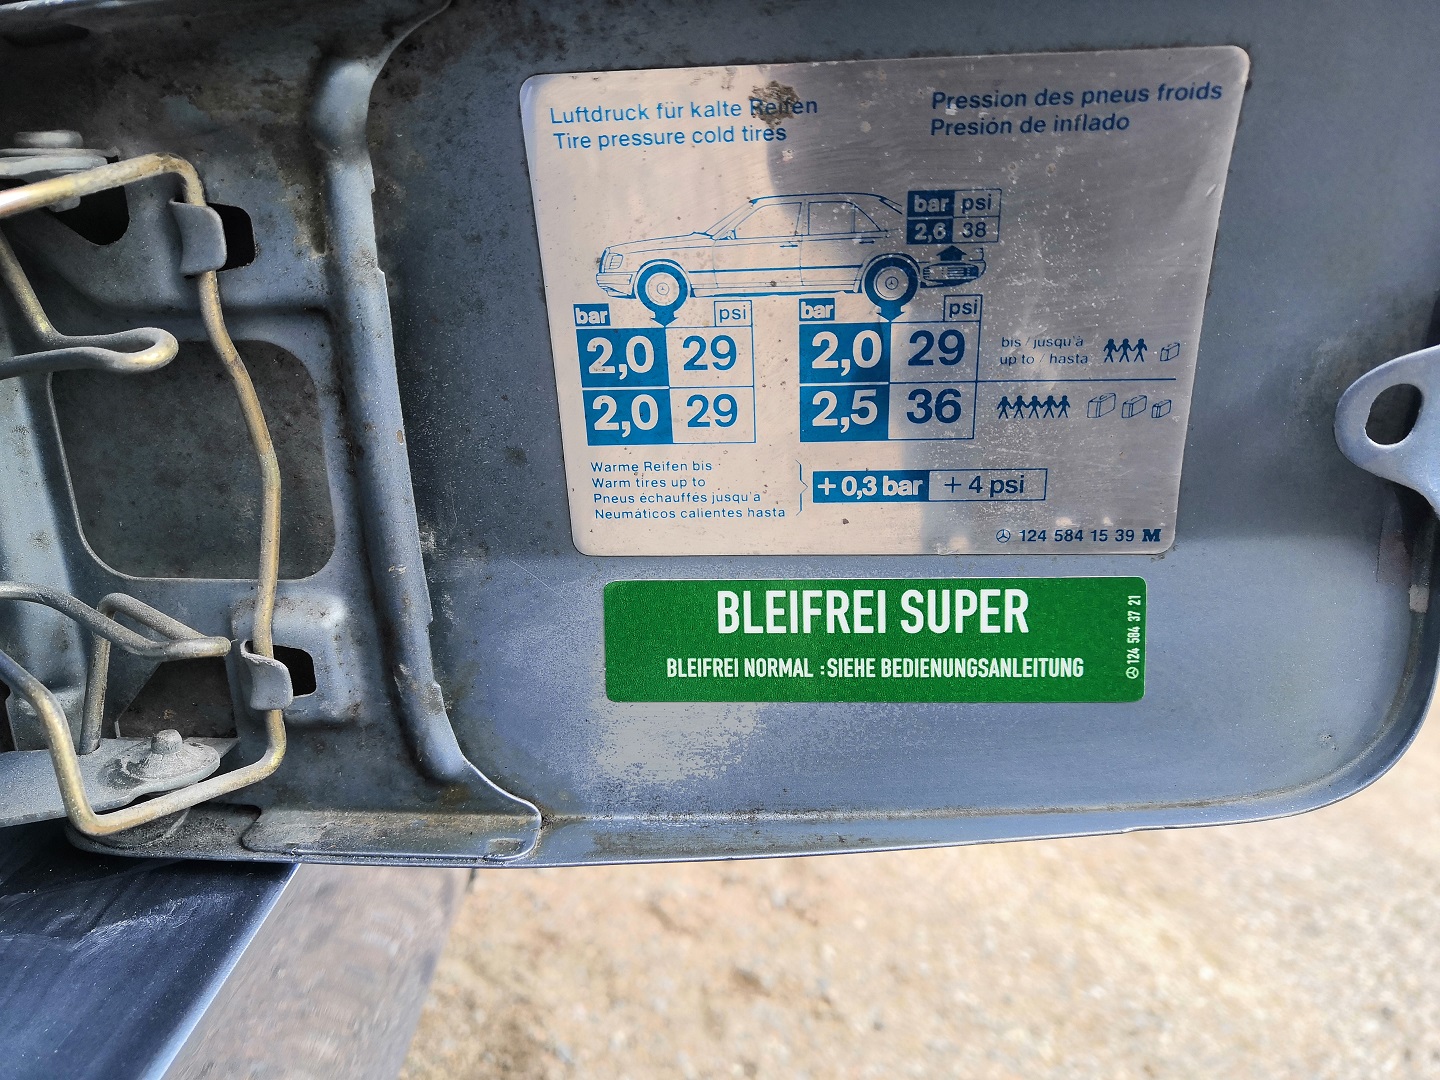 Luftdruck für kalte Reifen
Tire pressure cold tires
Pression des pneus froids
Presión de inflado
bar psi
2,6 38
bar psi
2,0 29
2,0 29
bar psi
2,0 29
2,5 36
bis / jusqu'à
up to / hasta
Warme Reifen bis
Warm tires up to
Pneus échauffés jusqu'a
Neumáticos calientes hasta
+ 0,3 bar + 4 psi
124 584 15 39 M
BLEIFREI SUPER
BLEIFREI NORMAL : SIEHE BEDIENUNGSANLEITUNG
124 584 37 21